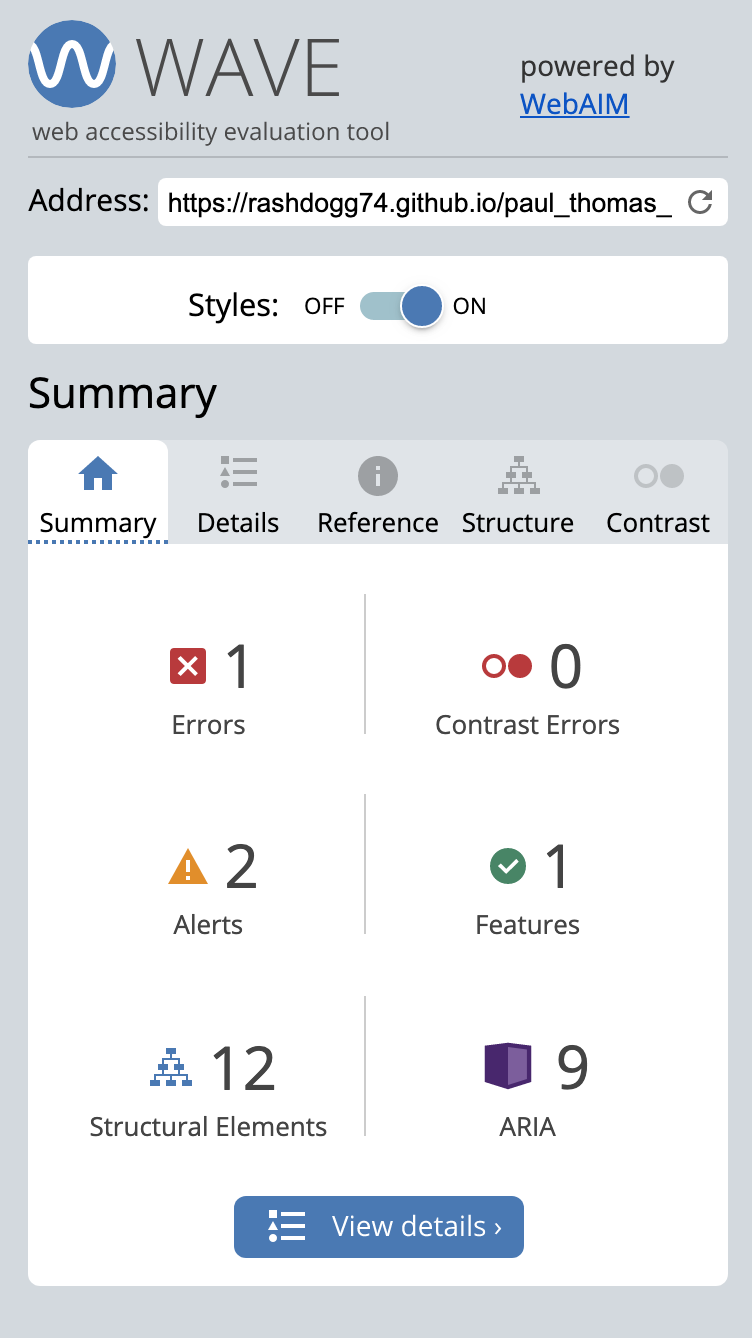 WAVE
web accessibility evaluation tool
powered by
WebAIM
Address: https://rashdogg74.github.io/paul_thomas_
Styles: OFF ON
Summary
Summary Details Reference Structure Contrast
1 0
Errors Contrast Errors
2 1
Alerts Features
12 9
Structural Elements ARIA
View details ›